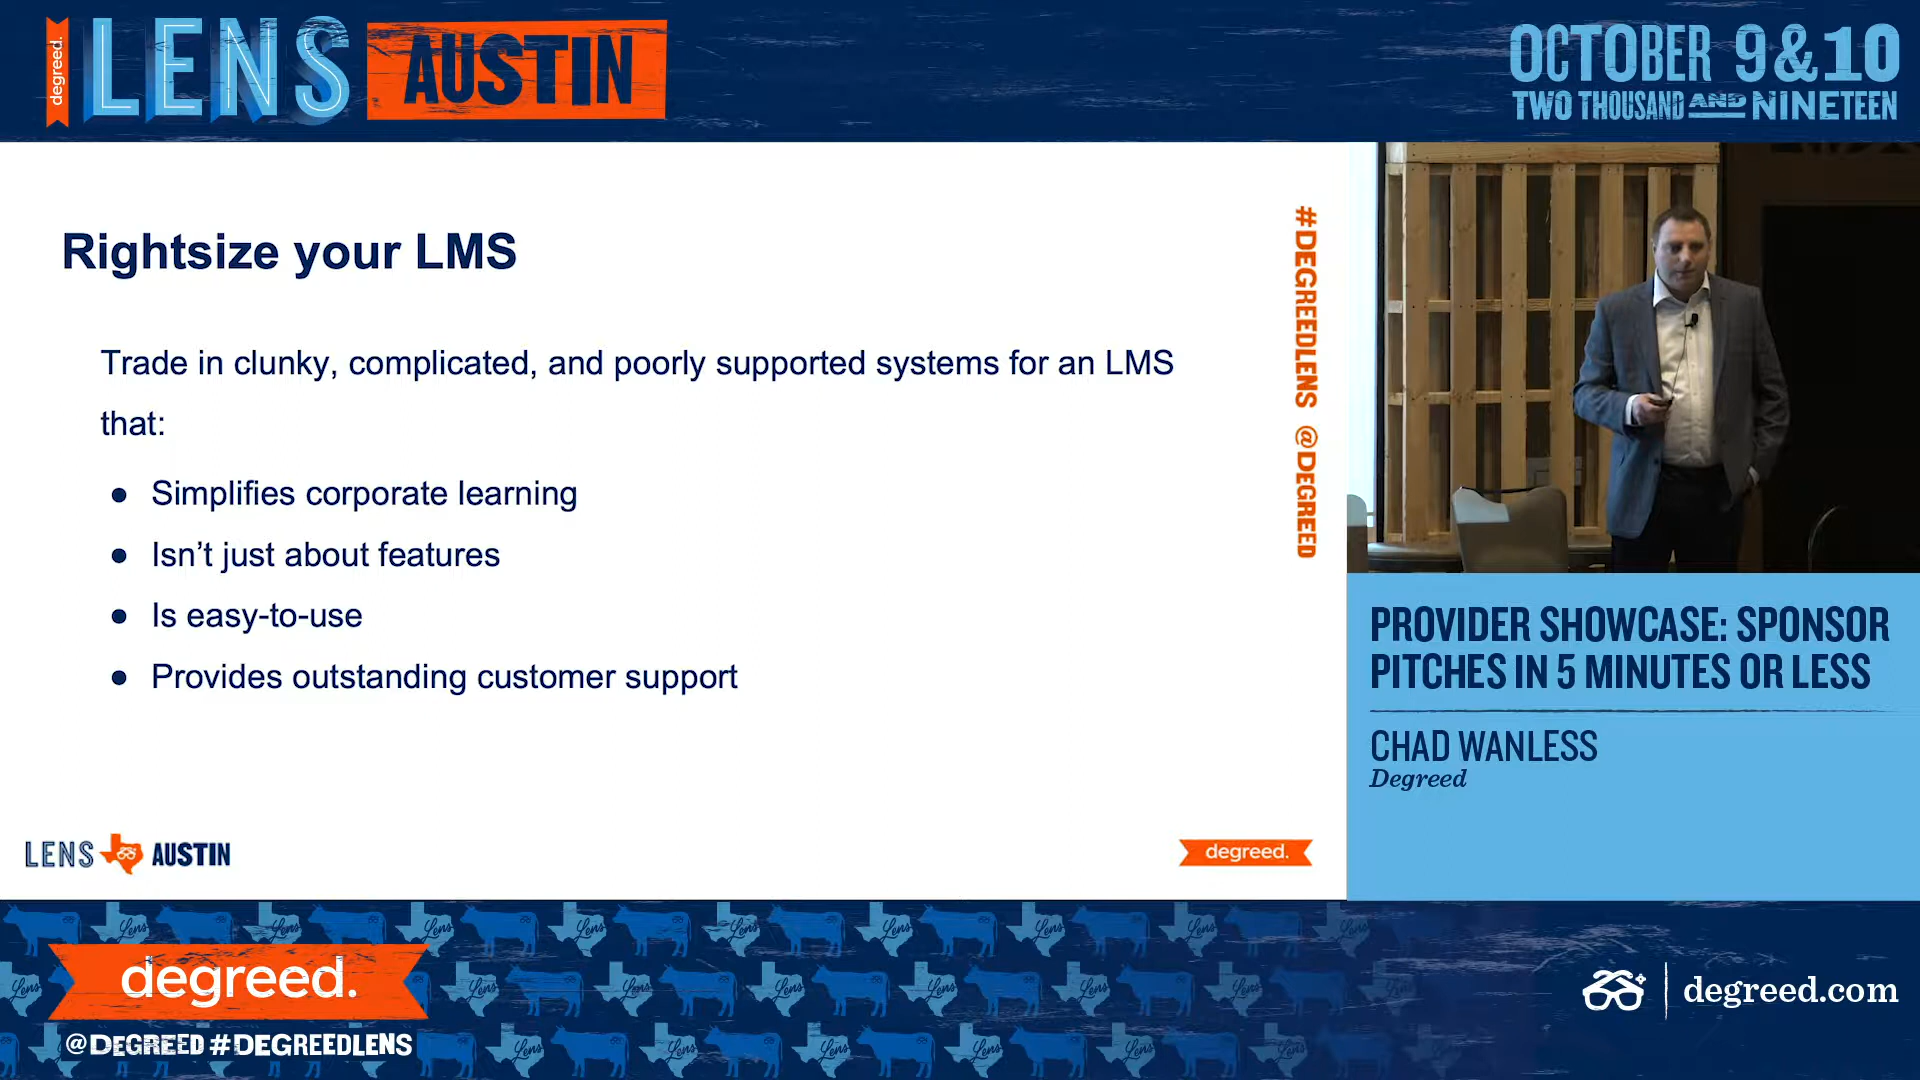 degreed.
LENS
AUSTIN
OCTOBER 9&10
TWO THOUSAND AND NINETEEN
Rightsize your LMS
Trade in clunky, complicated, and poorly supported systems for an LMS
that:
● Simplifies corporate learning
● Isn’t just about features
● Is easy-to-use
● Provides outstanding customer support
#DEGREEDLENS @DEGREED
LENS AUSTIN
degreed.
PROVIDER SHOWCASE: SPONSOR
PITCHES IN 5 MINUTES OR LESS
CHAD WANLESS
Degreed
degreed.
@DEGREED #DEGREEDLENS
degreed.com
Lens